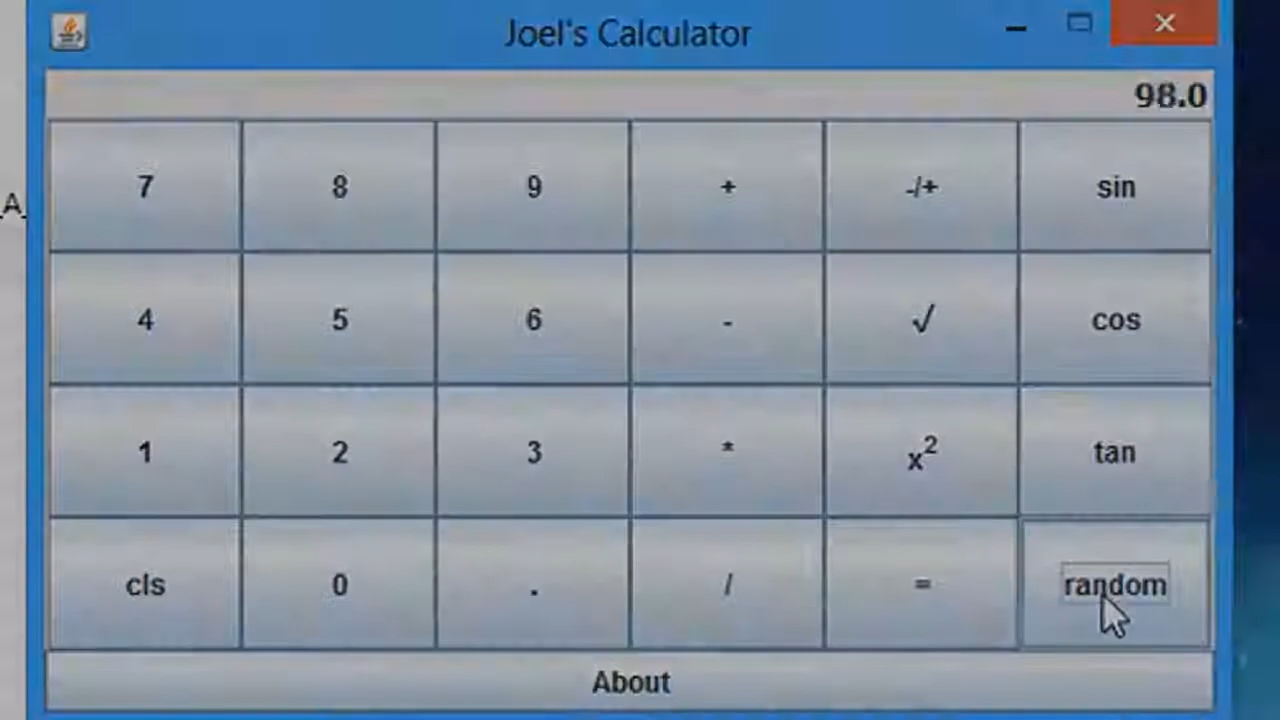 Joel's Calculator
98.0
7 8 9 + -/+ sin
A
4 5 6 - √ cos
1 2 3 * x² tan
cls 0 . / = random
About